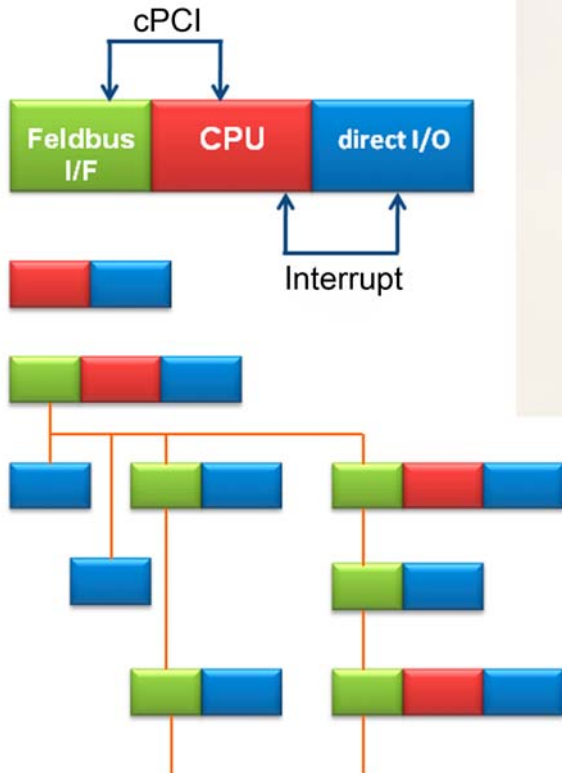 cPCI
Feldbus
I/F
CPU
direct I/O
Interrupt